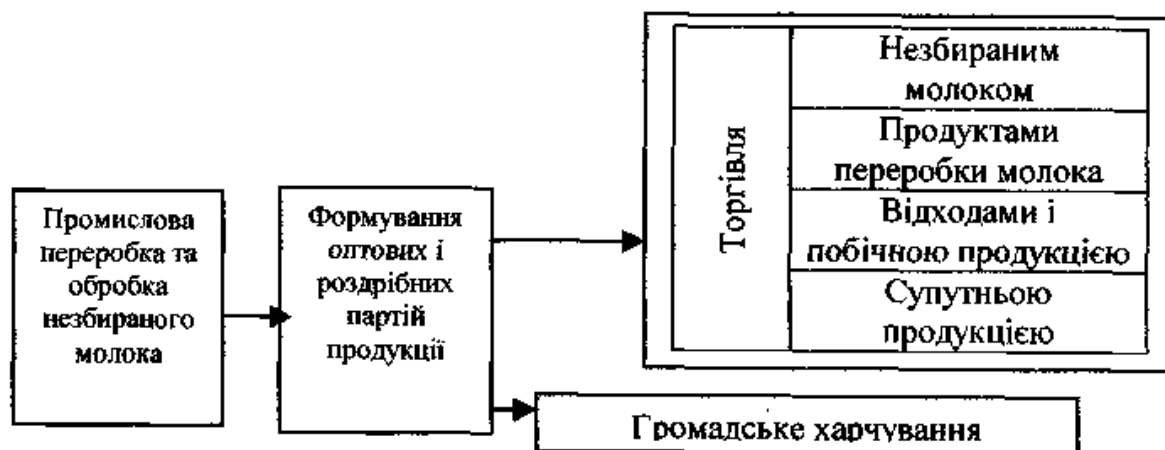 Промислова
переробка та
обробка
незбираного
молока
Формування
оптових і
роздрібних
партій
продукції
Торгівля
Незбираним
молоком
Продуктами
переробки молока
Відходами і
побічною продукцією
Супутньою
продукцією
Громадське харчування